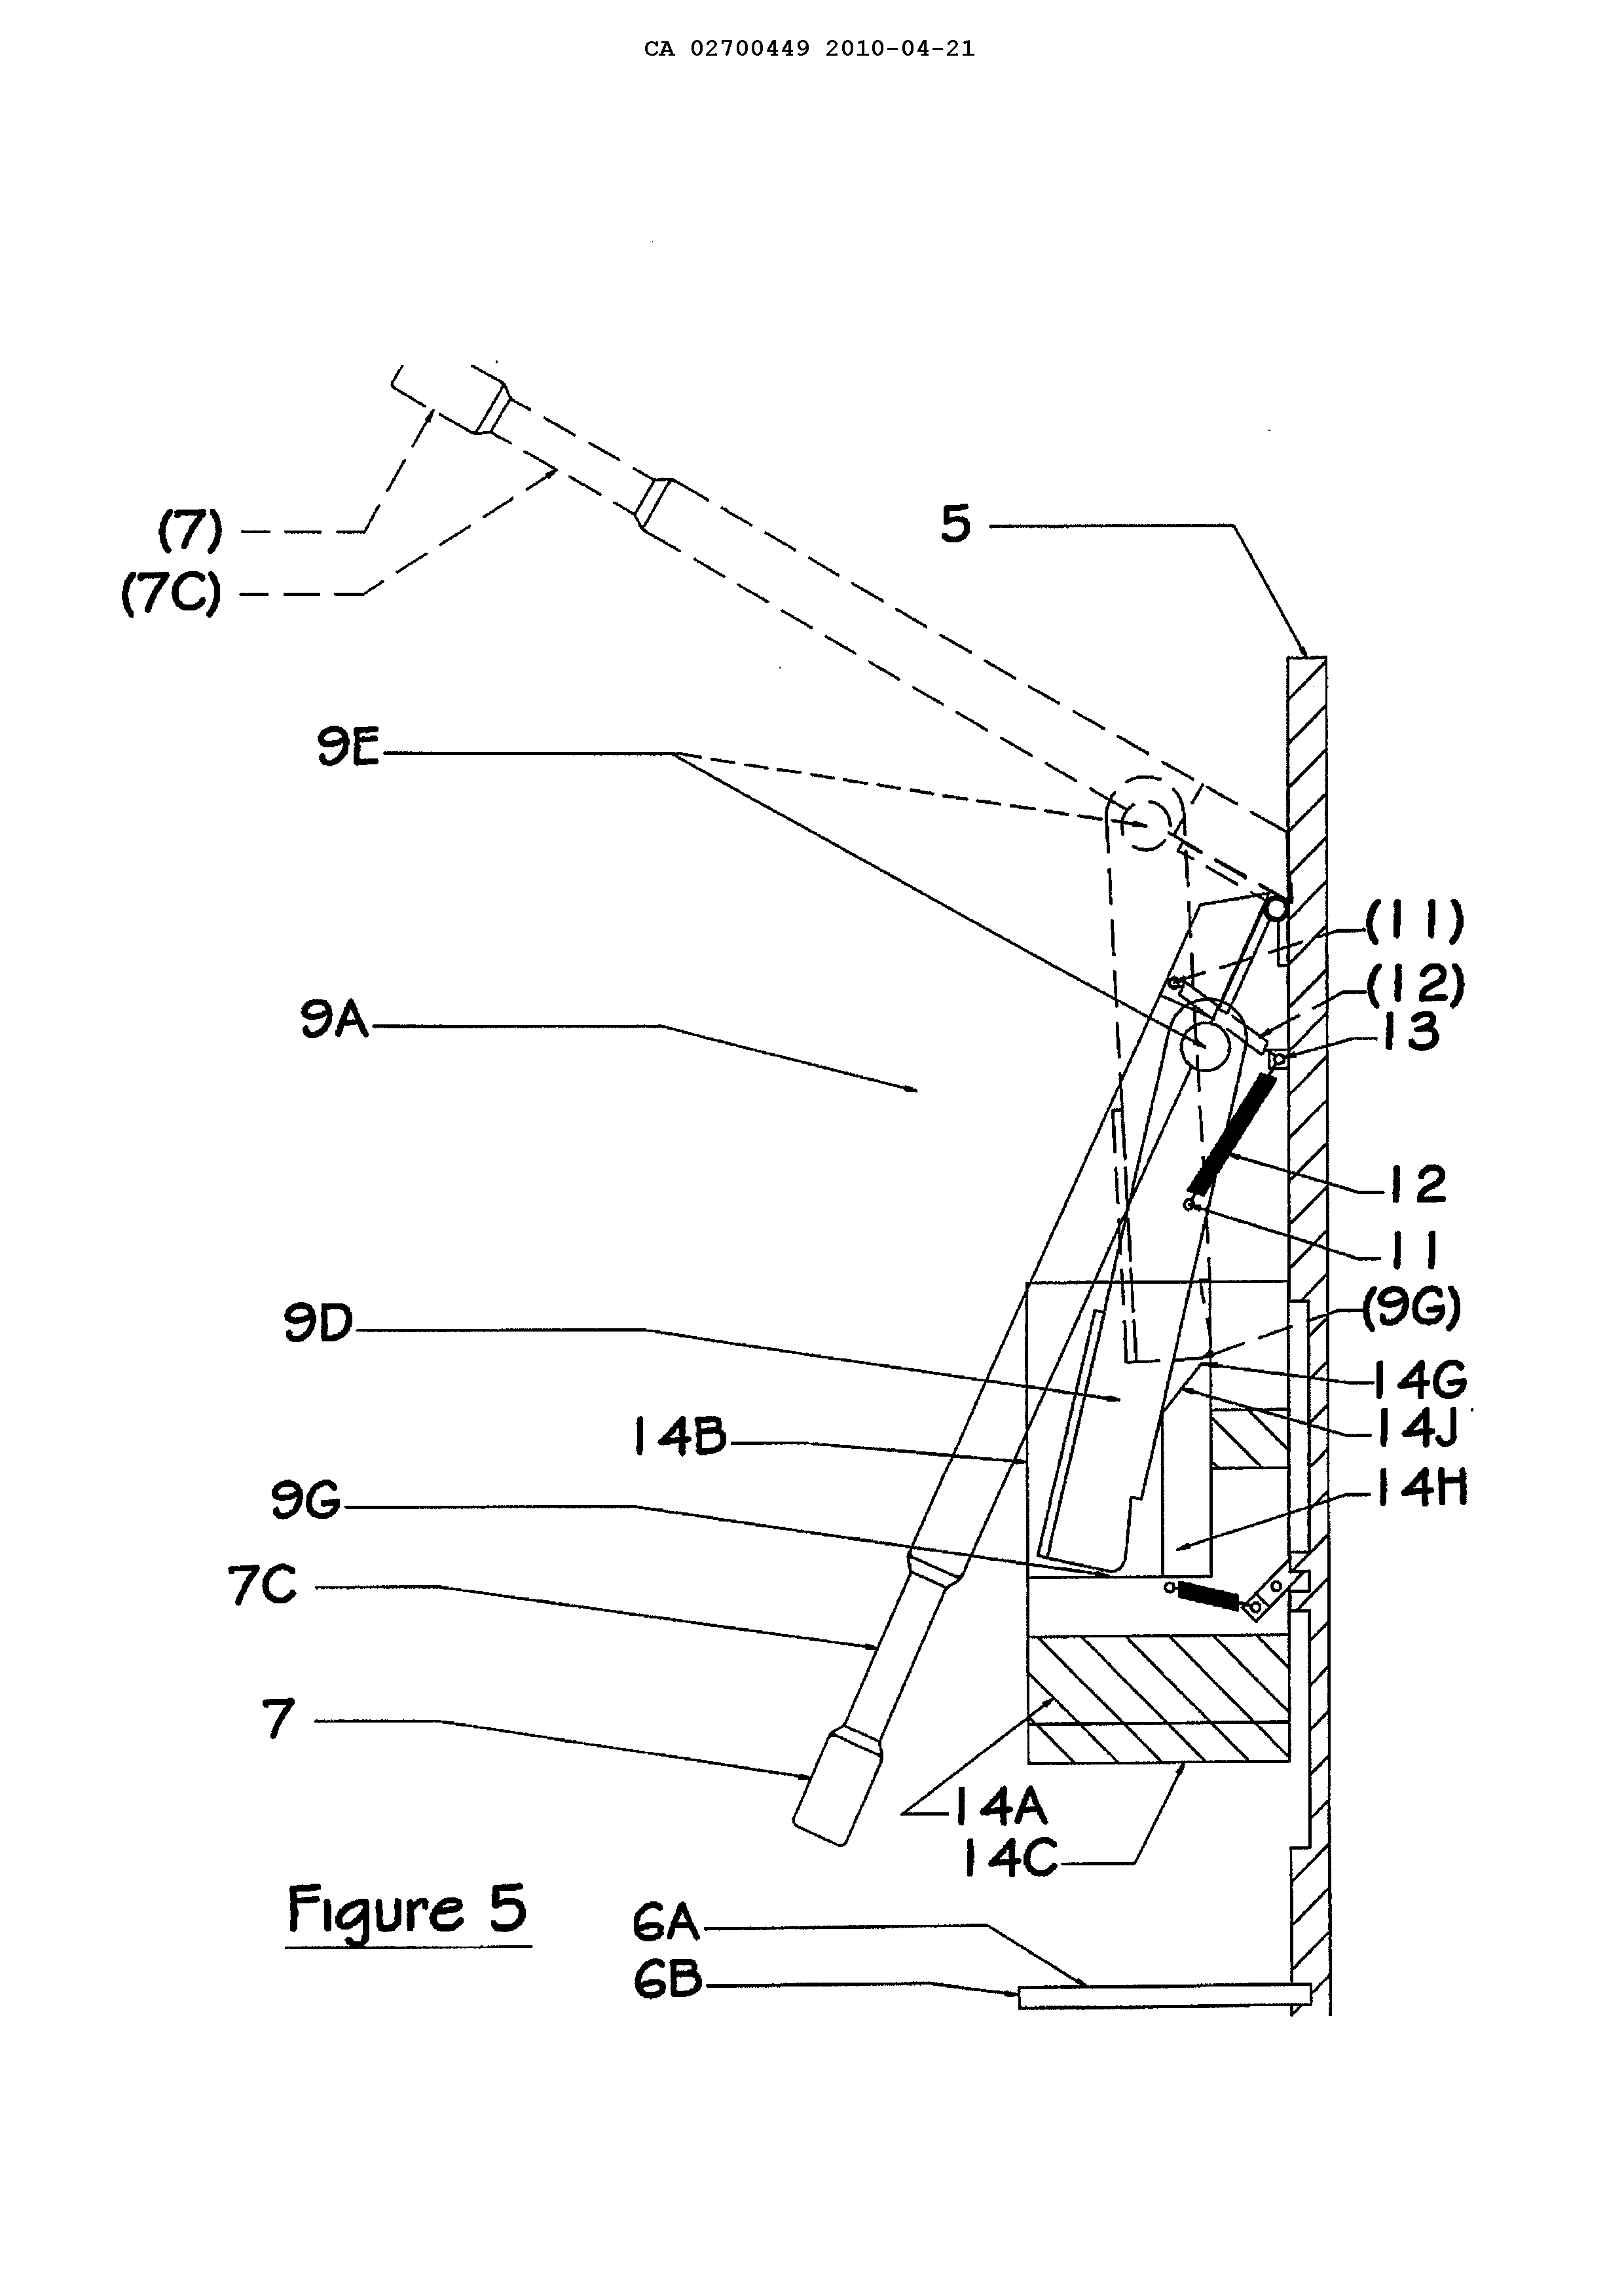 CA 02700449 2010-04-21
(7)
(7C)
5
9E
(11)
(12)
13
9A
12
11
(9G)
9D
14G
14J
14B
14H
9G
7C
7
14A
14C
Figure 5
6A
6B